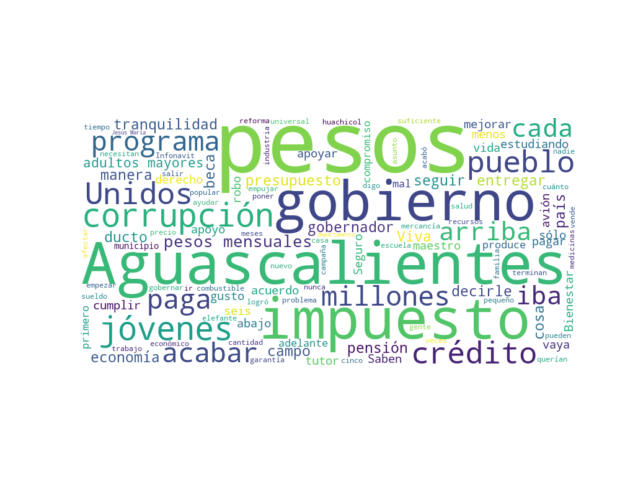 tiempo
tranquilidad
Jesús María
necesitan
Infonavit
programa
adultos mayores
salir
manera
derecho
popular
Unidos
ayudar
beca
robo
pesos
reforma
universal
huachicol
industria
apoyar
empujar
poner
presupuesto
compromiso
asunto
suficiente
acabó
digo
mal
seguir
mejorar
menos
vida
estudiando
cada
pueblo
entregar
cuánto
nadie
avión
país
gobierno
corrupción
ducto
precio
apoyo
municipio
pesos mensuales
gobernador
casa
campaña
Seguro
Viva
mercancía
escuela
maestro
salud
recursos
arriba
produce
sólo
pagar
vende
medicinas
Aguascalientes
familia
terminan
Bienestar
empezar
gobernar
ir
combustible
nuevo
sueldo
cumplir
paga
gusto
logró
acuerdo
nunca
millones
decirle
pequeño
iba
cosa
primero
jóvenes
seis
elefante
abajo
problema
impuesto
gente
pueden
querían
trabajo
económico
cantidad
economía
acabar
garantía
campo
adelante
tutor
cinco
pensión
Saben
crédito
vaya